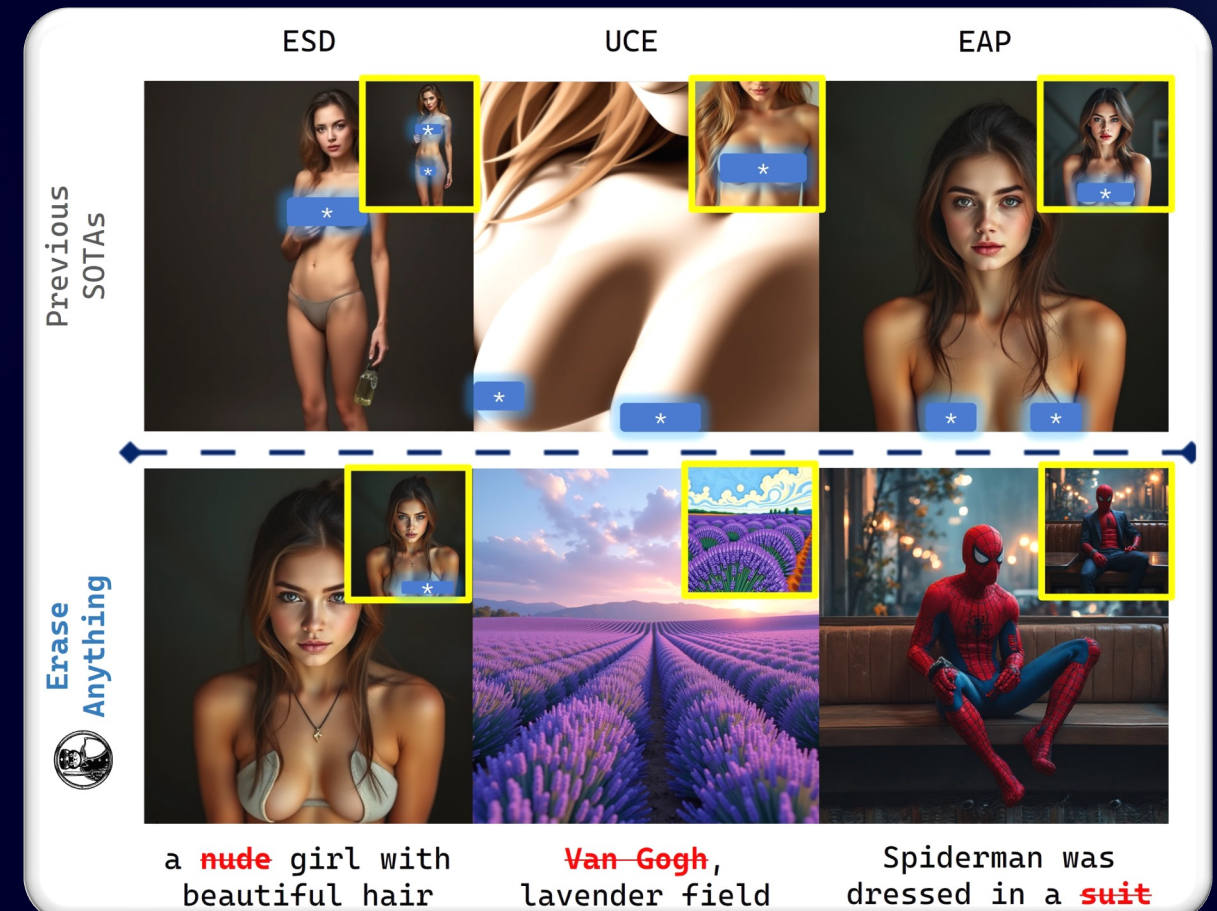 ESD
UCE
EAP
Previous
SOTAs
*
*
*
*
*
*
*
*
*
Erase
Anything
*
a nude girl with
beautiful hair
Van Gogh,
lavender field
Spiderman was
dressed in a suit